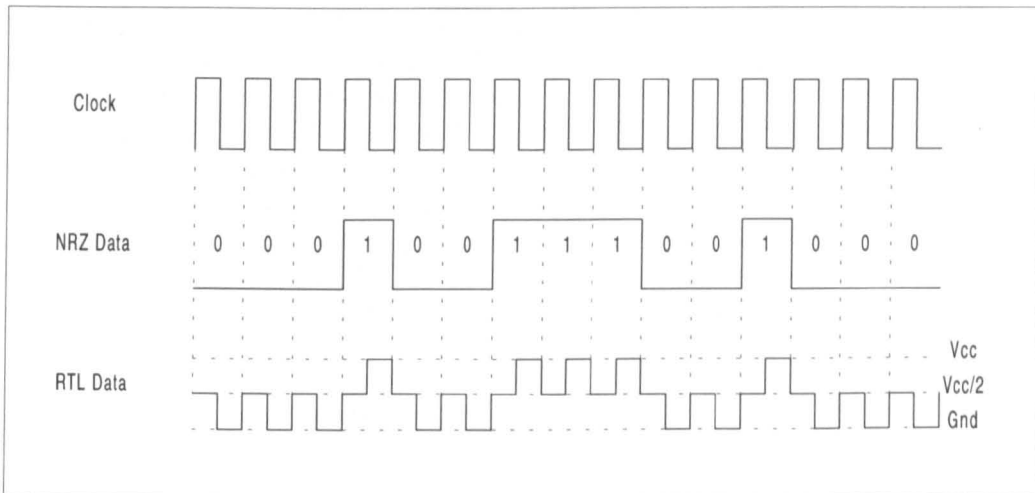 Clock
NRZ Data 0 0 0 1 0 0 1 1 1 0 0 1 0 0 0
Vcc
RTL Data Vcc/2
Gnd